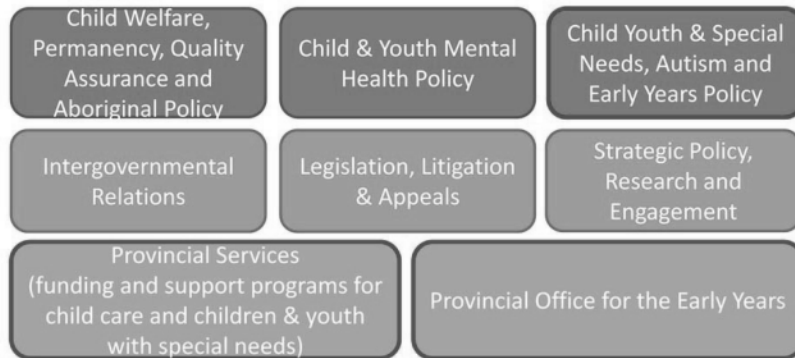 Child Welfare,
Permanency, Quality
Assurance and
Aboriginal Policy
Child & Youth Mental
Health Policy
Child Youth & Special
Needs, Autism and
Early Years Policy
Intergovernmental
Relations
Legislation, Litigation
& Appeals
Strategic Policy,
Research and
Engagement
Provincial Services
(funding and support programs for
child care and children & youth
with special needs)
Provincial Office for the Early Years